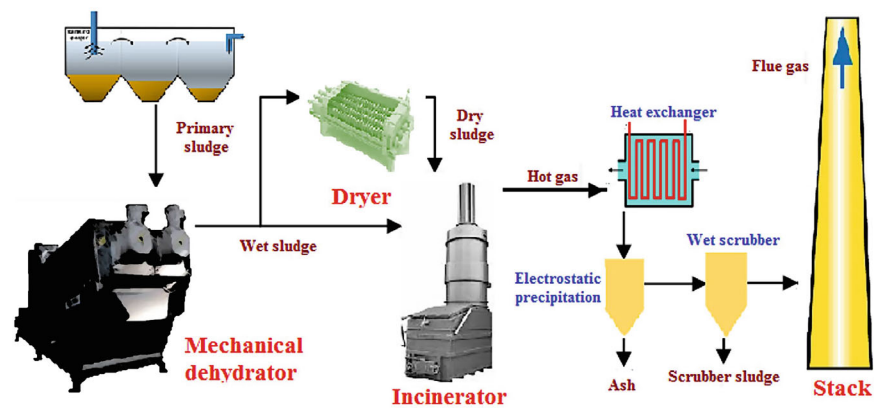 Primary
sludge
Mechanical
dehydrator
Wet sludge
Dryer
Dry
sludge
Incinerator
Hot gas
Heat exchanger
Electrostatic
precipitation
Ash
Wet scrubber
Scrubber sludge
Flue gas
Stack